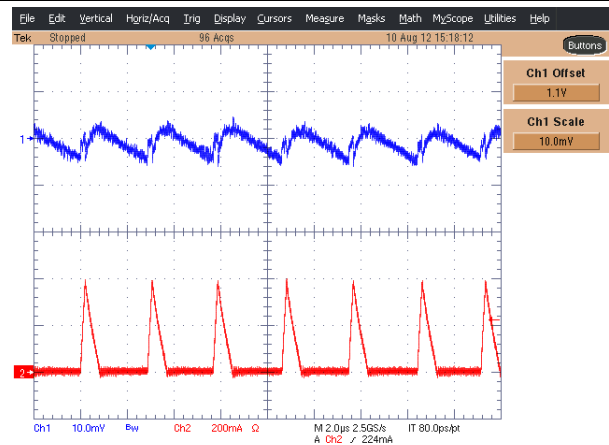 File Edit Vertical Horiz/Acq Trig Display Cursors Measure Masks Math MyScope Utilities Help
Tek Stopped 96 Acqs 10 Aug 12 15:18:12
Buttons
Ch1 Offset
1.1V
Ch1 Scale
10.0mV
1
2
Ch1 10.0mV Bw Ch2 200mA Ω M 2.0µs 2.5GS/s IT 80.0ps/pt
A Ch2 ∕ 224mA